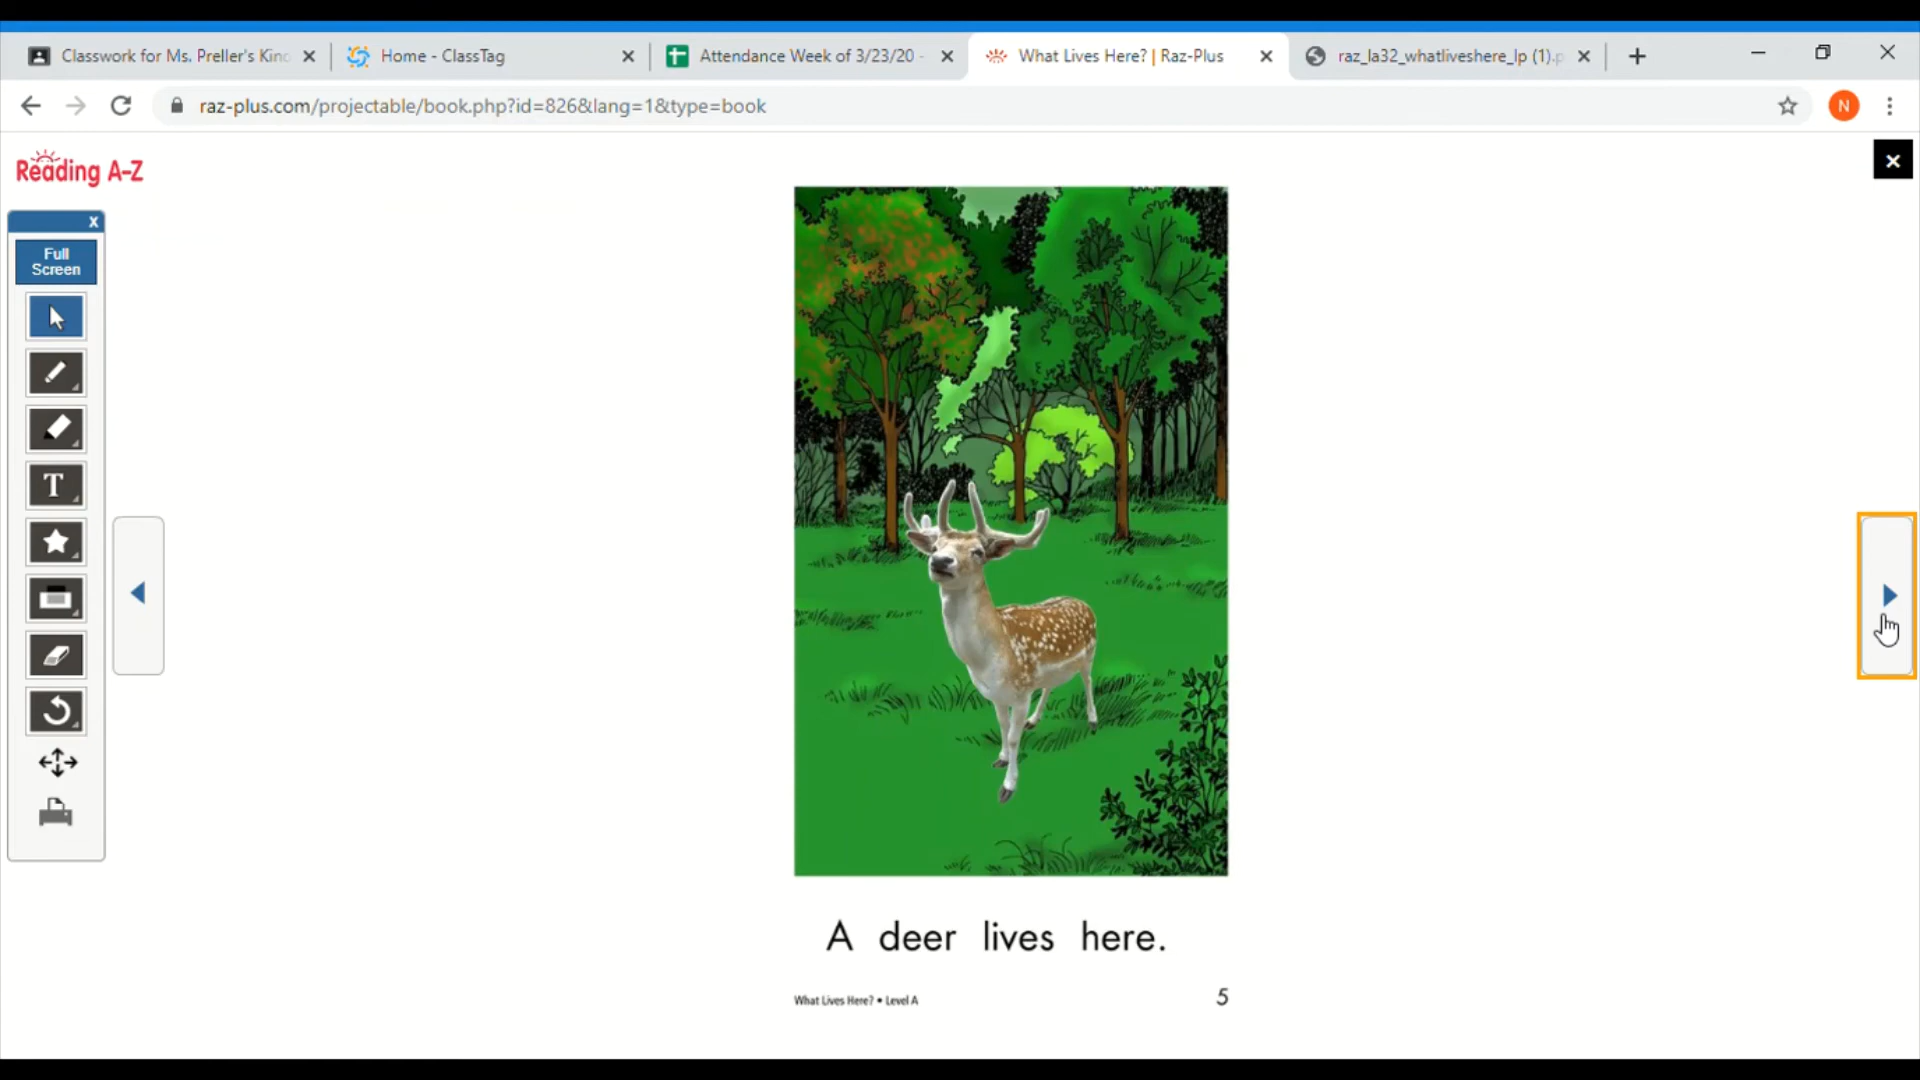 Classwork for Ms. Preller's Kind
Home - ClassTag
Attendance Week of 3/23/20 -
What Lives Here? | Raz-Plus
raz_la32_whatliveshere_lp (1).p
raz-plus.com/projectable/book.php?id=826&lang=1&type=book
N
Reading A-Z
X
Full
Screen
T
A deer lives here.
What Lives Here? • Level A
5